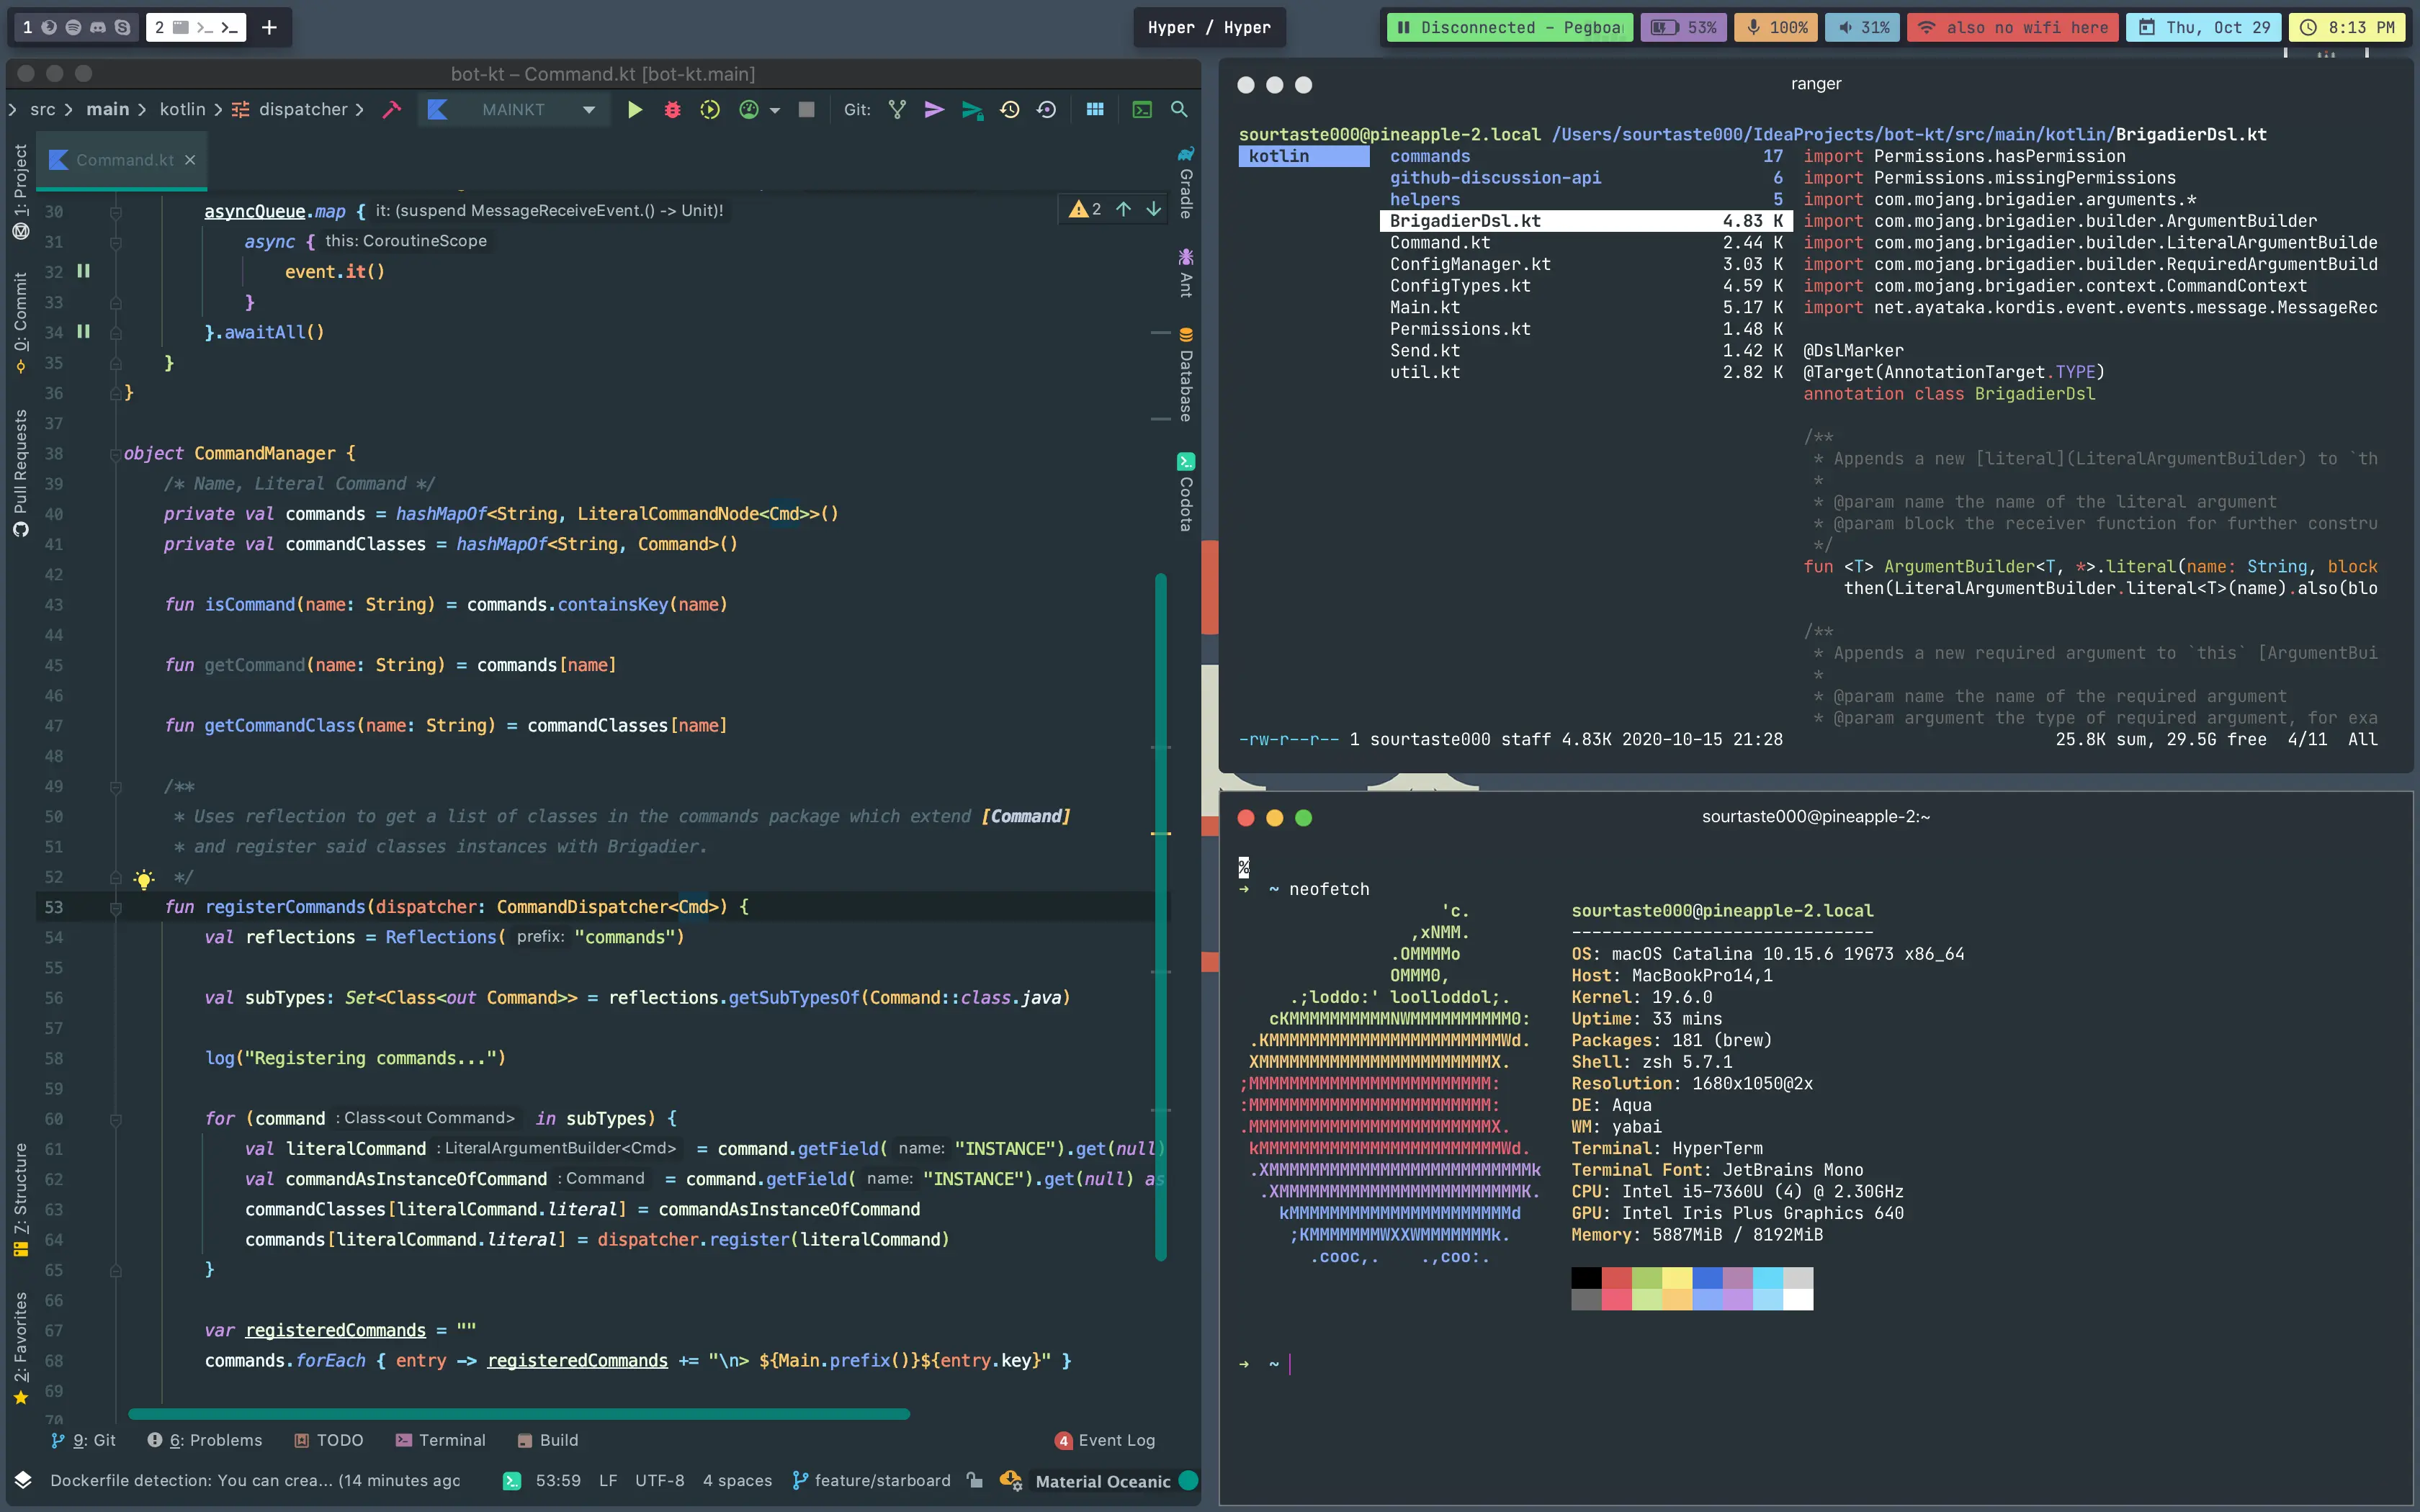 1
2
+
Hyper / Hyper
Disconnected - Pegboa
53%
100%
31%
also no wifi here
Thu, Oct 29
8:13 PM
bot-kt – Command.kt [bot-kt.main]
src main kotlin dispatcher
MAINKT
Git:
1: Project
0: Commit
Pull Requests
7: Structure
2: Favorites
Command.kt
2
30 asyncQueue.map { it: (suspend MessageReceiveEvent.() -> Unit)!
31 async { this: CoroutineScope
32 event.it()
33 }
34 }.awaitAll()
35 }
36 }
37
38 object CommandManager {
39 /* Name, Literal Command */
40 private val commands = hashMapOf<String, LiteralCommandNode<Cmd>>()
41 private val commandClasses = hashMapOf<String, Command>()
42
43 fun isCommand(name: String) = commands.containsKey(name)
44
45 fun getCommand(name: String) = commands[name]
46
47 fun getCommandClass(name: String) = commandClasses[name]
48
49 /**
50 * Uses reflection to get a list of classes in the commands package which extend [Command]
51 * and register said classes instances with Brigadier.
52 */
53 fun registerCommands(dispatcher: CommandDispatcher<Cmd>) {
54 val reflections = Reflections( prefix: "commands")
55
56 val subTypes: Set<Class<out Command>> = reflections.getSubTypesOf(Command::class.java)
57
58 log("Registering commands...")
59
60 for (command : Class<out Command> in subTypes) {
61 val literalCommand : LiteralArgumentBuilder<Cmd> = command.getField( name: "INSTANCE").get(null)
62 val commandAsInstanceOfCommand : Command = command.getField( name: "INSTANCE").get(null) as
63 commandClasses[literalCommand.literal] = commandAsInstanceOfCommand
64 commands[literalCommand.literal] = dispatcher.register(literalCommand)
65 }
66
67 var registeredCommands = ""
68 commands.forEach { entry -> registeredCommands += "\n> ${Main.prefix()}${entry.key}" }
69
70
Gradle
Ant
Database
Codota
9: Git
6: Problems
TODO
Terminal
Build
4 Event Log
Dockerfile detection: You can crea... (14 minutes agc
53:59 LF UTF-8 4 spaces feature/starboard Material Oceanic
ranger
sourtaste000@pineapple-2.local /Users/sourtaste000/IdeaProjects/bot-kt/src/main/kotlin/BrigadierDsl.kt
kotlin
commands 17
github-discussion-api 6
helpers 5
BrigadierDsl.kt 4.83 K
Command.kt 2.44 K
ConfigManager.kt 3.03 K
ConfigTypes.kt 4.59 K
Main.kt 5.17 K
Permissions.kt 1.48 K
Send.kt 1.42 K
util.kt 2.82 K
import Permissions.hasPermission
import Permissions.missingPermissions
import com.mojang.brigadier.arguments.*
import com.mojang.brigadier.builder.ArgumentBuilder
import com.mojang.brigadier.builder.LiteralArgumentBuilde
import com.mojang.brigadier.builder.RequiredArgumentBuild
import com.mojang.brigadier.context.CommandContext
import net.ayataka.kordis.event.events.message.MessageRec
@DslMarker
@Target(AnnotationTarget.TYPE)
annotation class BrigadierDsl
/**
* Appends a new [literal](LiteralArgumentBuilder) to `th
*
* @param name the name of the literal argument
* @param block the receiver function for further constru
*/
fun <T> ArgumentBuilder<T, *>.literal(name: String, block
then(LiteralArgumentBuilder.literal<T>(name).also(blo
/**
* Appends a new required argument to `this` [ArgumentBui
*
* @param name the name of the required argument
* @param argument the type of required argument, for exa
-rw-r--r-- 1 sourtaste000 staff 4.83K 2020-10-15 21:28
25.8K sum, 29.5G free 4/11 All
sourtaste000@pineapple-2:~
%
→ ~ neofetch
'c.
,xNMM.
.OMMMMo
OMMM0,
.;loddo:' loolloddol;.
cKMMMMMMMMMMNWMMMMMMMMMM0:
.KMMMMMMMMMMMMMMMMMMMMMMMWd.
XMMMMMMMMMMMMMMMMMMMMMMMX.
;MMMMMMMMMMMMMMMMMMMMMMMM:
:MMMMMMMMMMMMMMMMMMMMMMMM:
.MMMMMMMMMMMMMMMMMMMMMMMMX.
kMMMMMMMMMMMMMMMMMMMMMMMMWd.
.XMMMMMMMMMMMMMMMMMMMMMMMMMMk
.XMMMMMMMMMMMMMMMMMMMMMMMMK.
kMMMMMMMMMMMMMMMMMMMMMMd
;KMMMMMMMWXXWMMMMMMMk.
.cooc,. .,coo:.
sourtaste000@pineapple-2.local
------------------------------
OS: macOS Catalina 10.15.6 19G73 x86_64
Host: MacBookPro14,1
Kernel: 19.6.0
Uptime: 33 mins
Packages: 181 (brew)
Shell: zsh 5.7.1
Resolution: 1680x1050@2x
DE: Aqua
WM: yabai
Terminal: HyperTerm
Terminal Font: JetBrains Mono
CPU: Intel i5-7360U (4) @ 2.30GHz
GPU: Intel Iris Plus Graphics 640
Memory: 5887MiB / 8192MiB
→ ~